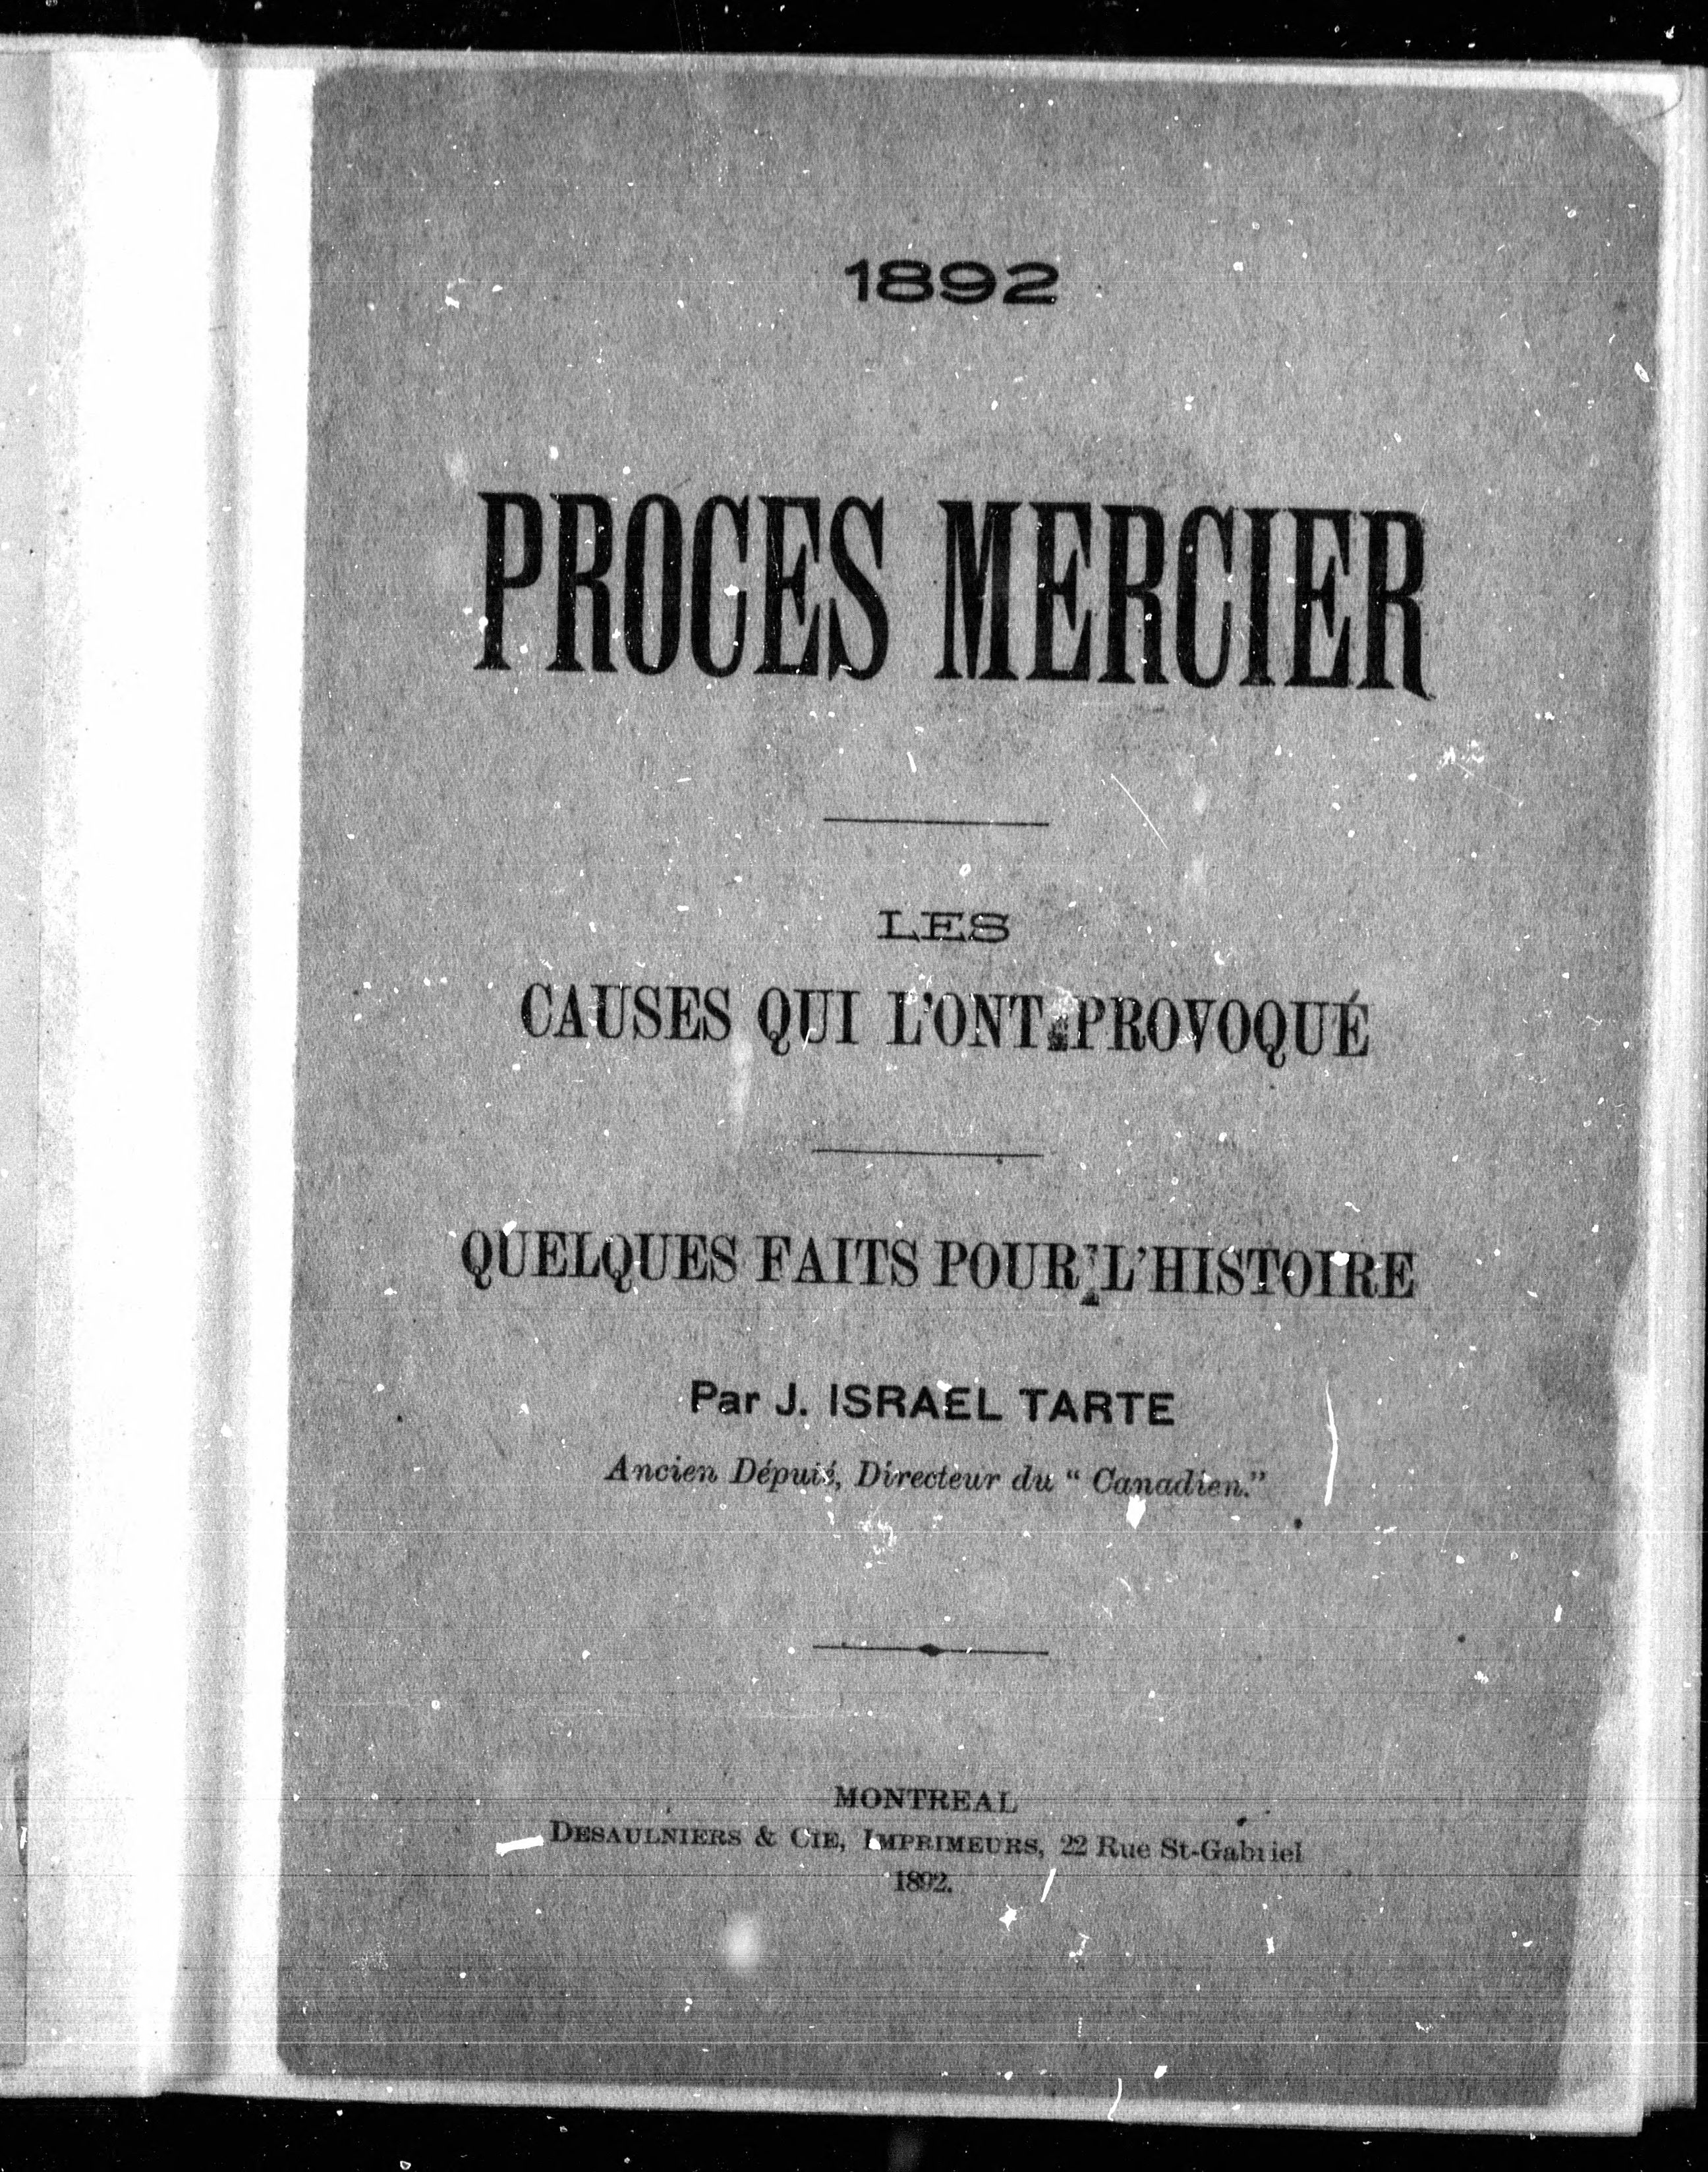 1892
PROCES MERCIER
LES
CAUSES QUI L'ONT PROVOQUÉ
QUELQUES FAITS POUR L'HISTOIRE
Par J. ISRAEL TARTE
Ancien Député, Directeur du “ Canadien.”
MONTREAL
DESAULNIERS & CIE, IMPRIMEURS, 22 Rue St-Gabriel
1892.